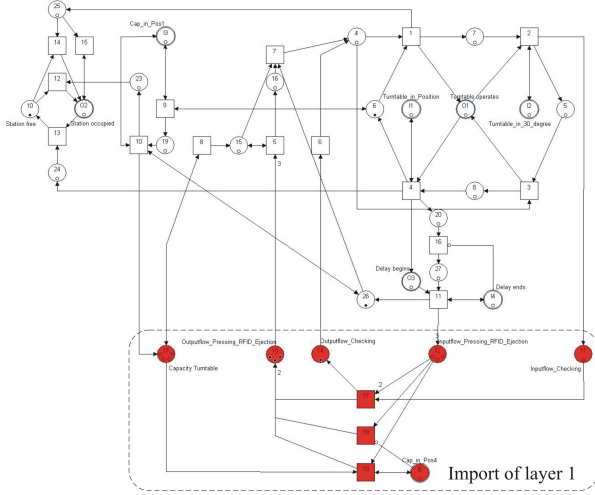 25
Cap_in_Pos1
I3
4
1
7
2
14
15
7
12
23
16
Turntable_in_Position
Turntable_operates
10
O2
9
6
I1
O1
I2
5
Station free
Station occupied
Turntable_in_30_degree
13
10
19
8
15
5
6
3
24
4
8
3
20
16
Delay begins
27
Delay ends
O3
26
11
I4
3
Outputflow_Pressing_RFID_Ejection
Outputflow_Checking
Inputflow_Pressing_RFID_Ejection
Capacity Turntable
Inputflow_Checking
2
2
17
Cap_in_Pos4
Import of layer 1